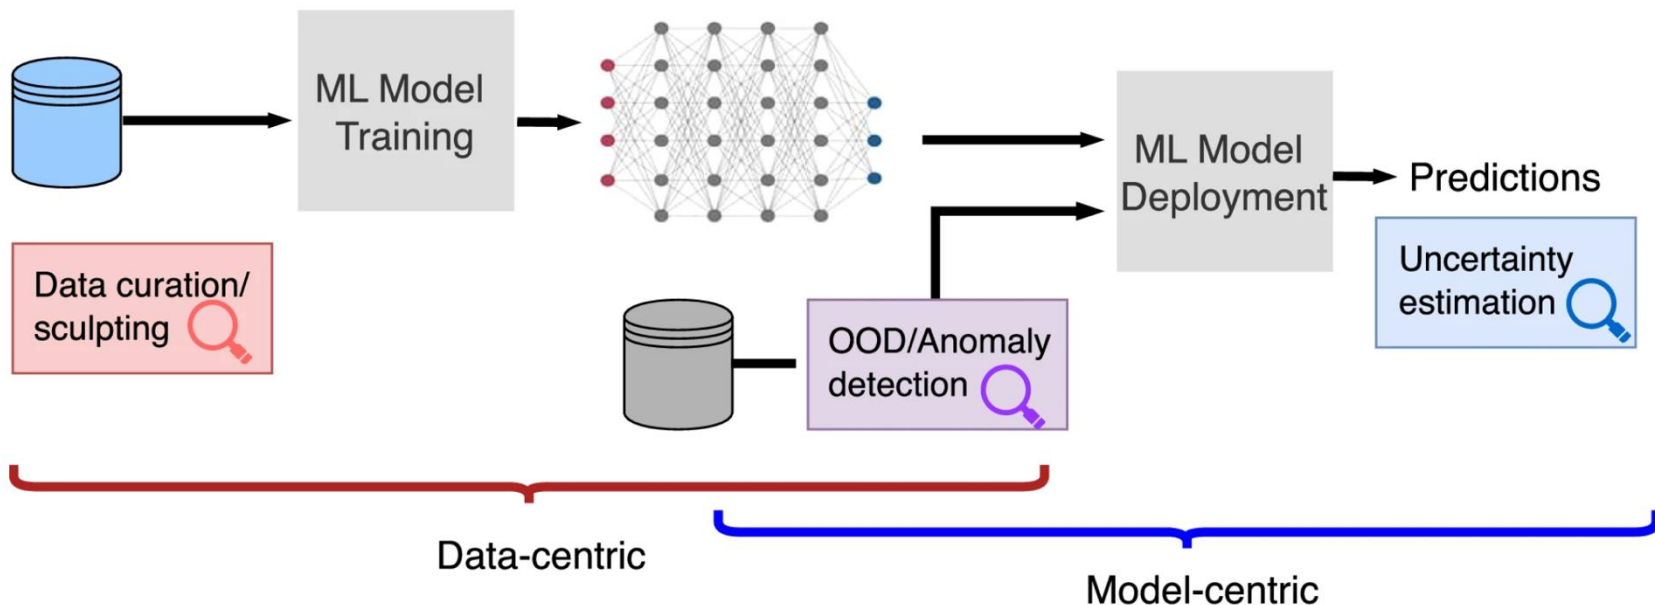 ML Model
Training
ML Model
Deployment
Predictions
Data curation/
sculpting
OOD/Anomaly
detection
Uncertainty
estimation
Data-centric
Model-centric